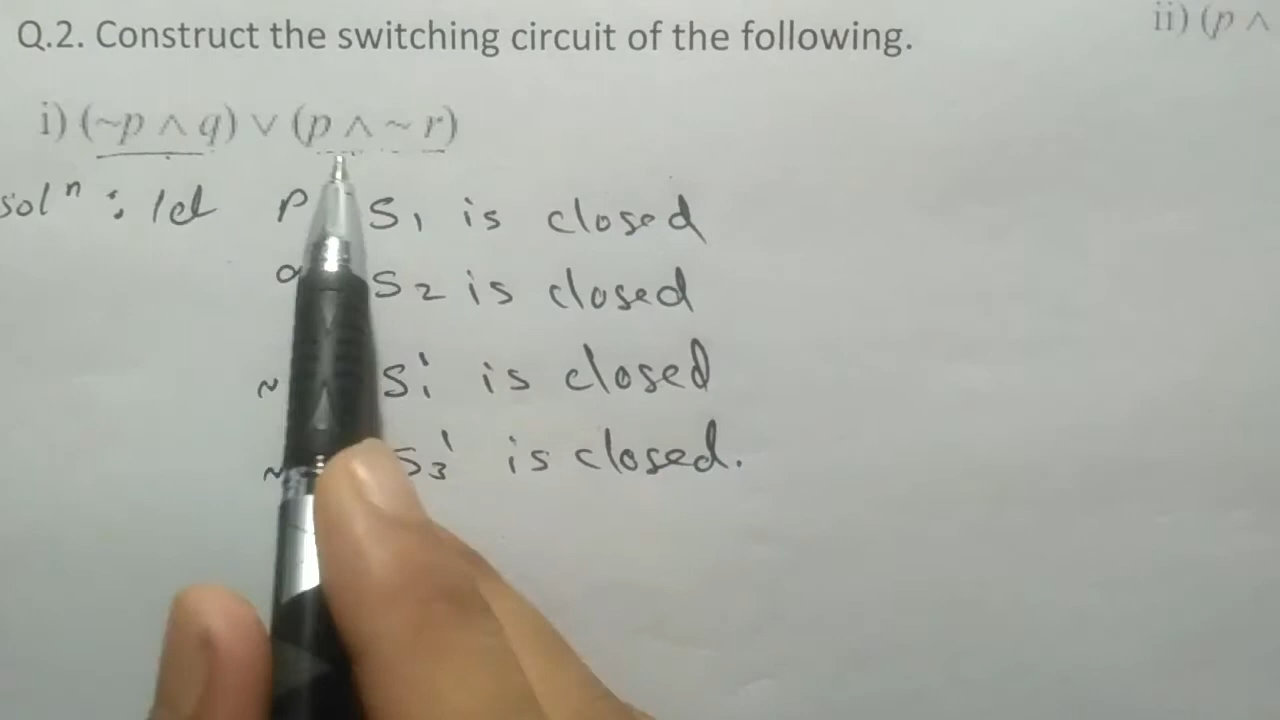 Q.2. Construct the switching circuit of the following.
ii) (p ∧
i) (~p ∧ q) ∨ (p ∧ ~ r)
solⁿ : let p S₁ is closed
q S₂ is closed
~ S₁' is closed
~ S₃' is closed.